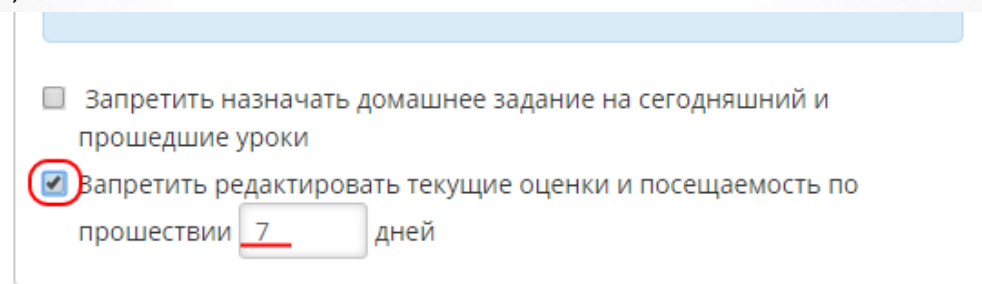 Запретить назначать домашнее задание на сегодняшний и
прошедшие уроки
Запретить редактировать текущие оценки и посещаемость по
прошествии 7 дней